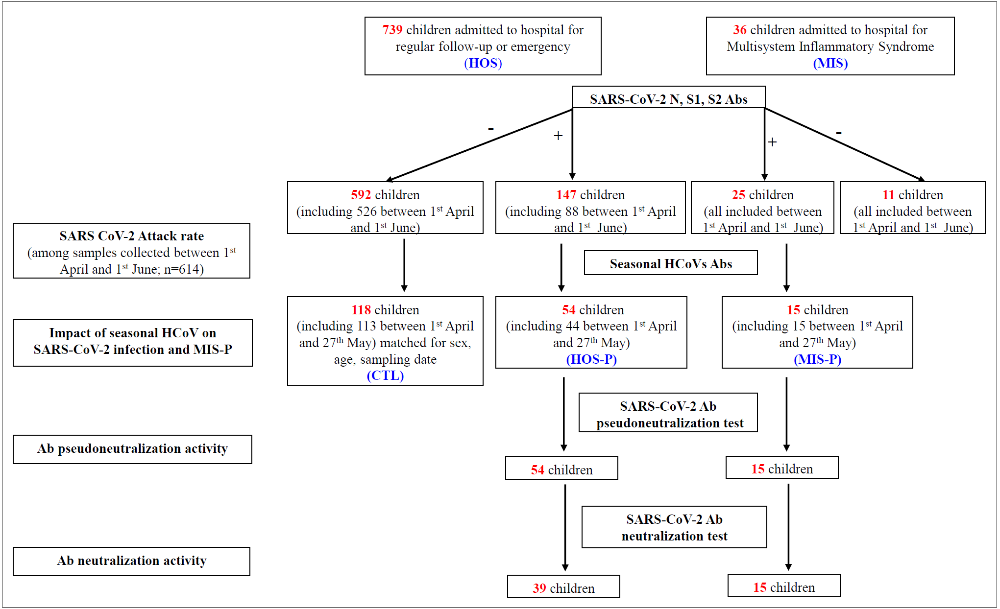 739 children admitted to hospital for
regular follow-up or emergency
(HOS)
36 children admitted to hospital for
Multisystem Inflammatory Syndrome
(MIS)
SARS-CoV-2 N, S1, S2 Abs
-
+
+
-
592 children
(including 526 between 1st April
and 1st June)
147 children
(including 88 between 1st April
and 1st June)
25 children
(all included between
1st April and 1st June)
11 children
(all included between
1st April and 1st June)
SARS CoV-2 Attack rate
(among samples collected between 1st
April and 1st June; n=614)
Seasonal HCoVs Abs
118 children
(including 113 between 1st April
and 27th May) matched for sex,
age, sampling date
(CTL)
54 children
(including 44 between 1st April
and 27th May)
(HOS-P)
15 children
(including 15 between 1st April
and 27th May)
(MIS-P)
Impact of seasonal HCoV on
SARS-CoV-2 infection and MIS-P
SARS-CoV-2 Ab
pseudoneutralization test
Ab pseudoneutralization activity
54 children
15 children
SARS-CoV-2 Ab
neutralization test
Ab neutralization activity
39 children
15 children